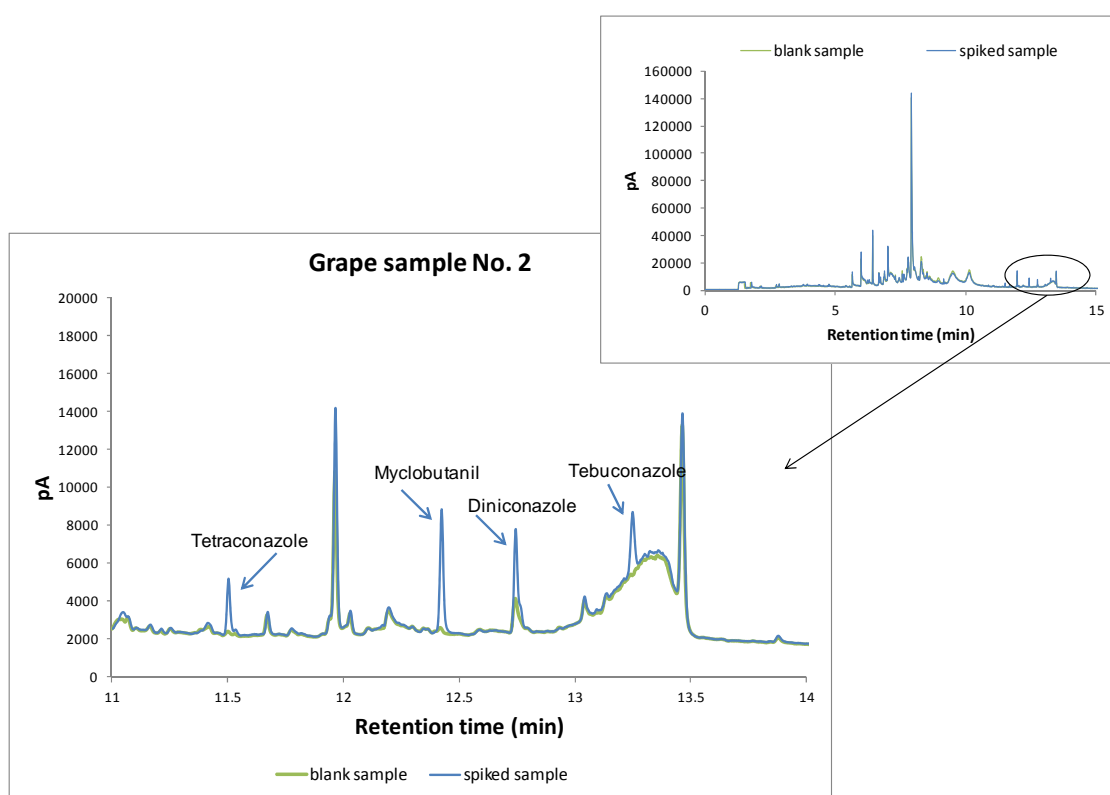 blank sample spiked sample
160000
140000
120000
100000
80000
60000
40000
20000
0
pA
0 5 10 15
Retention time (min)
Grape sample No. 2
20000
18000
16000
14000
12000
10000
8000
6000
4000
2000
0
pA
Tetraconazole
Myclobutanil
Diniconazole
Tebuconazole
11 11.5 12 12.5 13 13.5 14
Retention time (min)
blank sample spiked sample